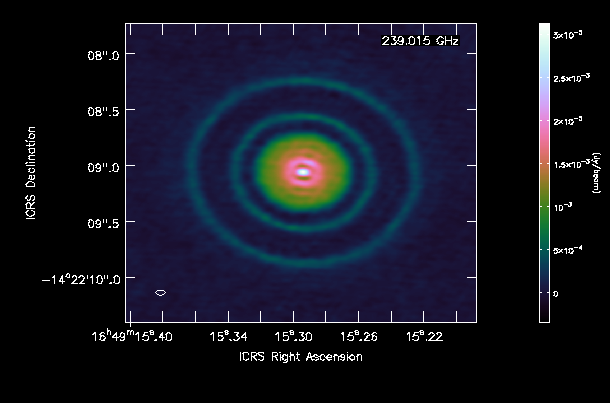 239.015 GHz
08".0
08".5
09".0
09".5
-14°22'10".0
16ʰ49ᵐ15ˢ.40
15ˢ.34
15ˢ.30
15ˢ.26
15ˢ.22
ICRS Right Ascension
ICRS Declination
3×10⁻³
2.5×10⁻³
2×10⁻³
1.5×10⁻³
10⁻³
5×10⁻⁴
0
(Jy/beam)